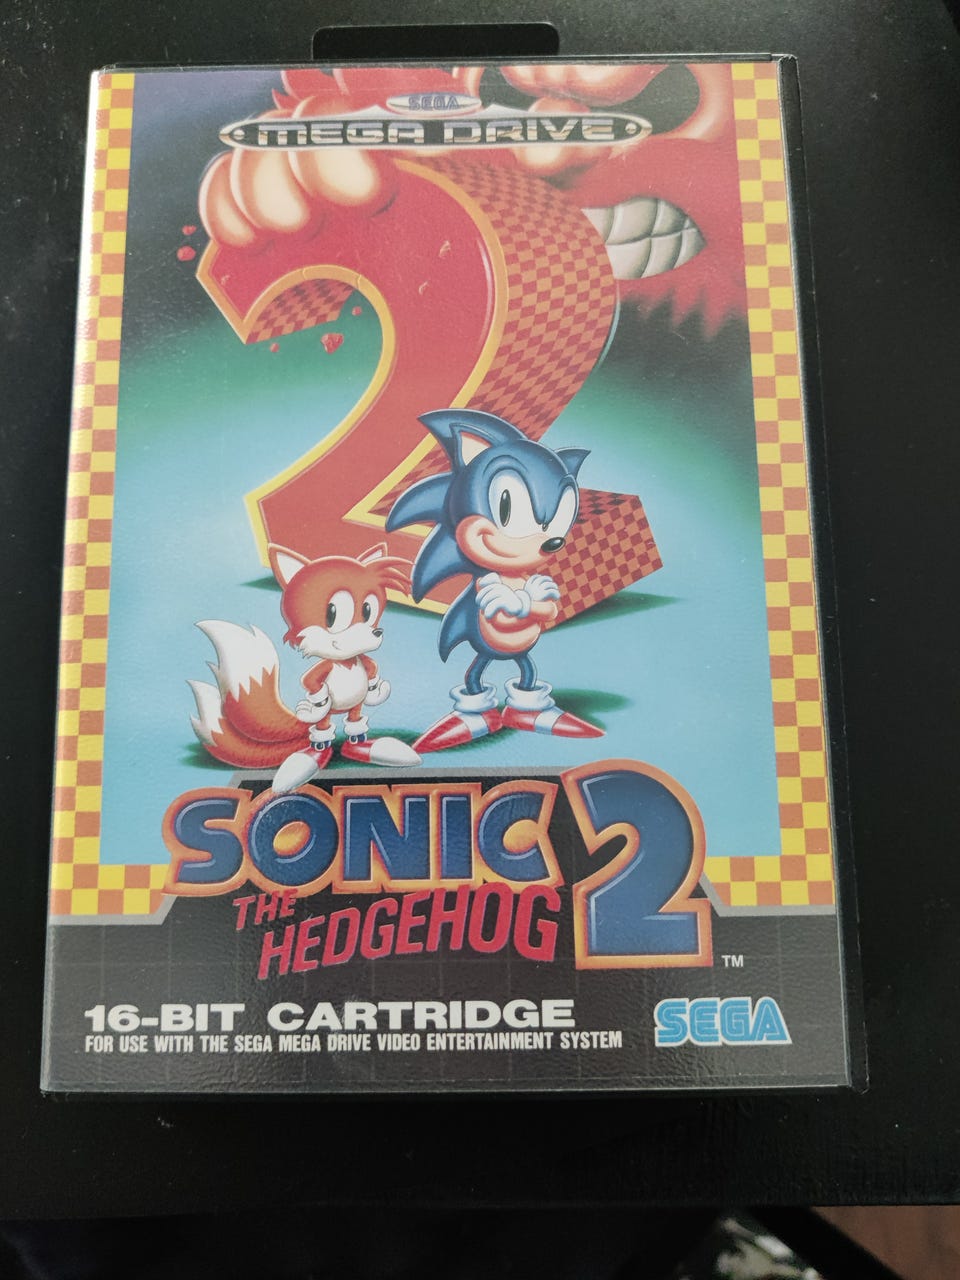 SEGA
MEGA DRIVE
2
SONIC 2
THE
HEDGEHOG
TM
16-BIT CARTRIDGE
FOR USE WITH THE SEGA MEGA DRIVE VIDEO ENTERTAINMENT SYSTEM
SEGA